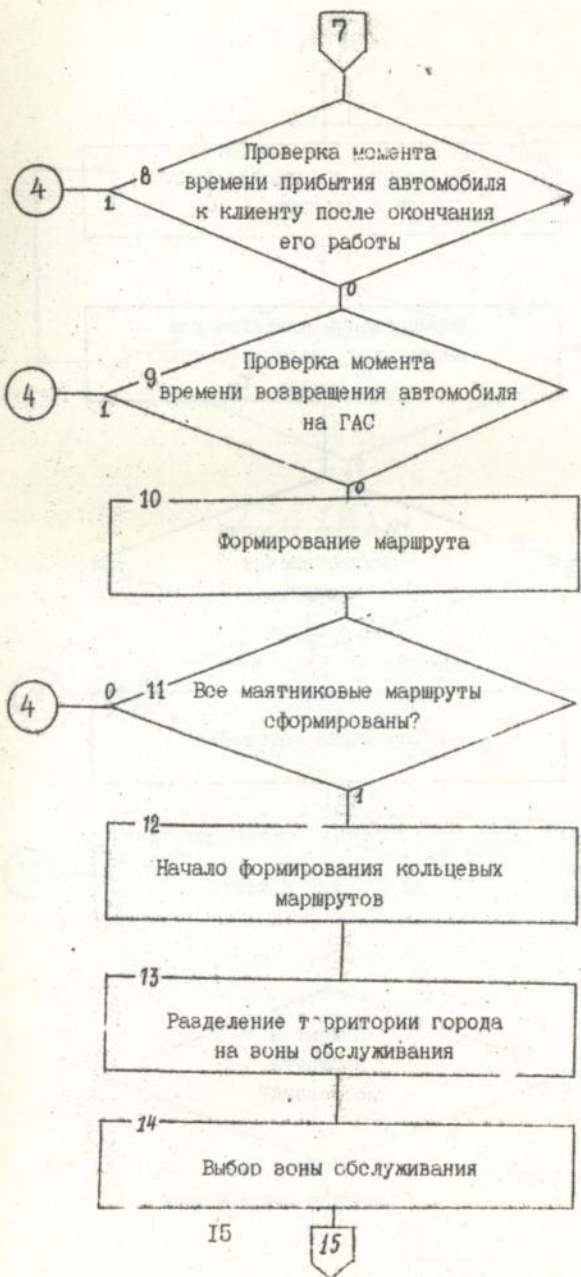 7
8
Проверка момента
времени прибытия автомобиля
к клиенту после окончания
его работы
4
1
0
9
Проверка момента
времени возвращения автомобиля
на ГАС
4
1
0
10
Формирование маршрута
0
11
Все маятниковые маршруты
сформированы?
4
1
12
Начало формирования кольцевых
маршрутов
13
Разделение территории города
на зоны обслуживания
14
Выбор зоны обслуживания
I5
15